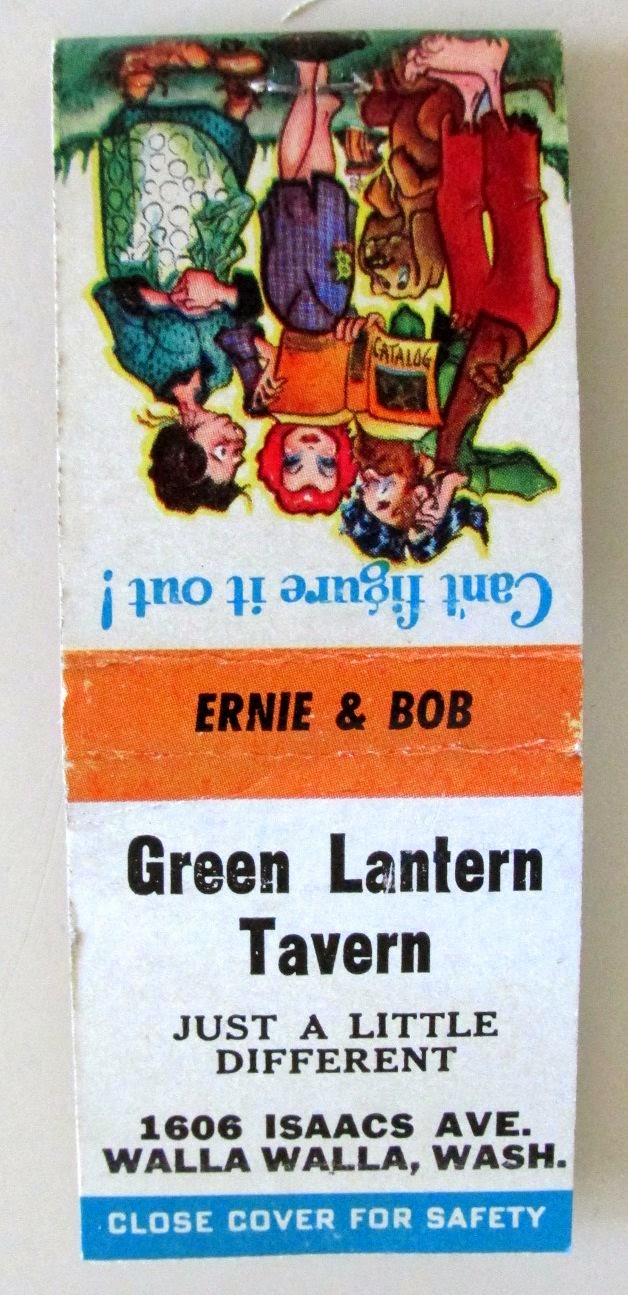 CATALOG
Can't figure it out!
ERNIE & BOB
Green Lantern
Tavern
JUST A LITTLE
DIFFERENT
1606 ISAACS AVE.
WALLA WALLA, WASH.
CLOSE COVER FOR SAFETY